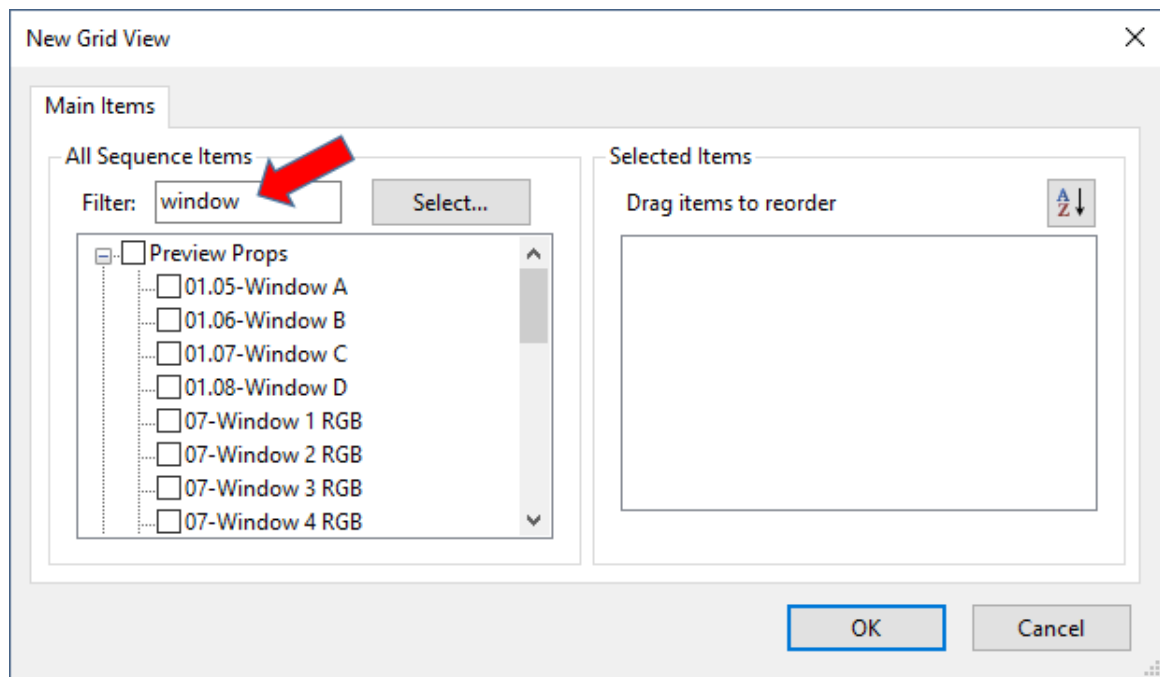 New Grid View
Main Items
All Sequence Items
Filter: window Select...
Preview Props
01.05-Window A
01.06-Window B
01.07-Window C
01.08-Window D
07-Window 1 RGB
07-Window 2 RGB
07-Window 3 RGB
07-Window 4 RGB
Selected Items
Drag items to reorder
A
Z
OK Cancel